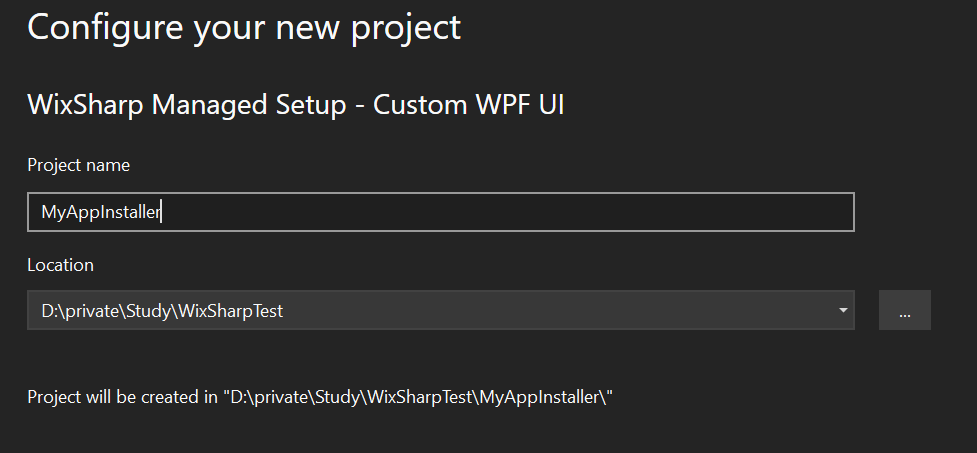 Configure your new project
WixSharp Managed Setup - Custom WPF UI
Project name
MyAppInstaller
Location
D:\private\Study\WixSharpTest
...
Project will be created in "D:\private\Study\WixSharpTest\MyAppInstaller\"